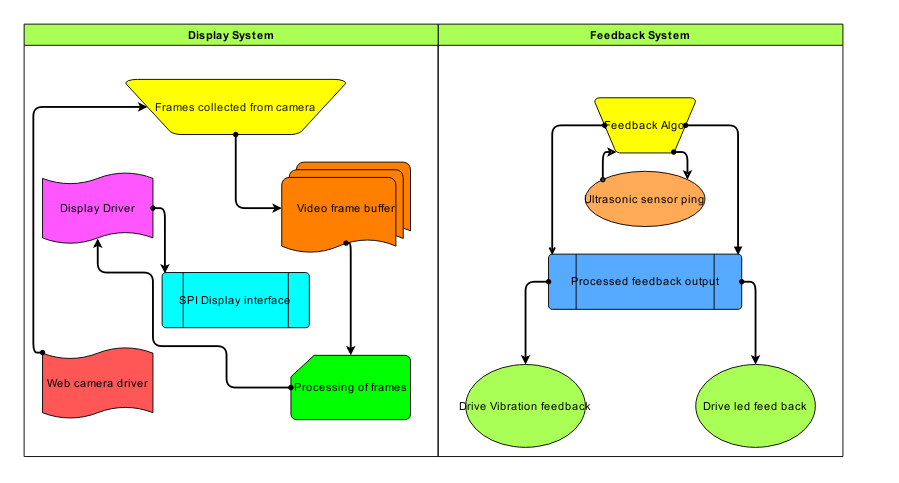 Display System
Feedback System
Frames collected from camera
Feedback Algo
Display Driver
Video frame buffer
Ultrasonic sensor ping
SPI Display interface
Processed feedback output
Web camera driver
Processing of frames
Drive Vibration feedback
Drive led feed back